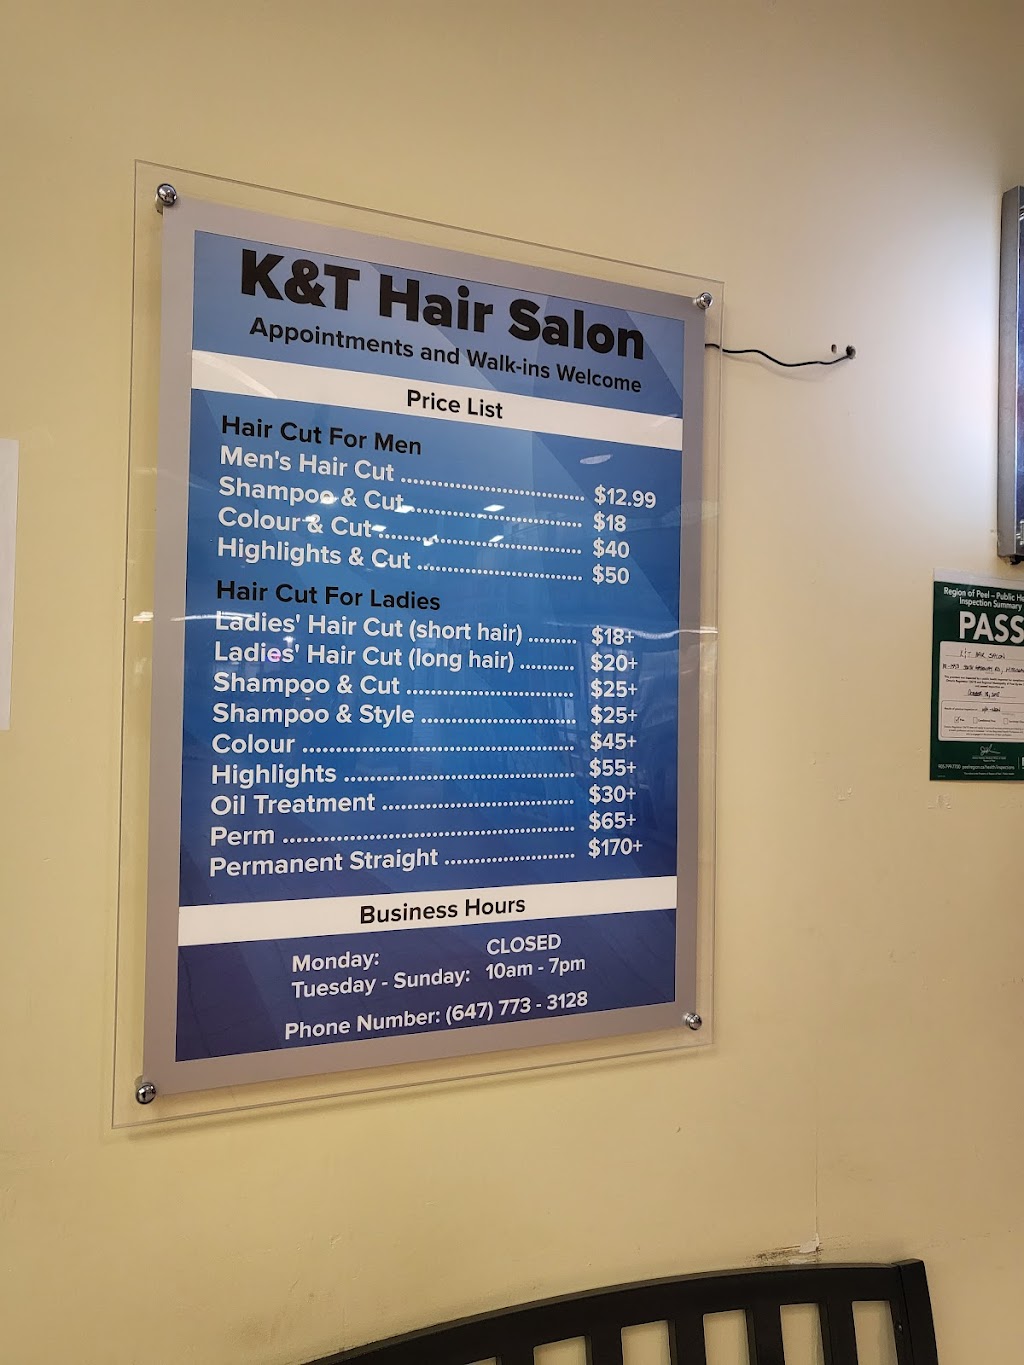 K&T Hair Salon
Appointments and Walk-ins Welcome
Price List
Hair Cut For Men
Men's Hair Cut ................................ $12.99
Shampoo & Cut ................................ $18
Colour & Cut ................................ $40
Highlights & Cut ............................ $50
Hair Cut For Ladies
Ladies' Hair Cut (short hair) ......... $18+
Ladies' Hair Cut (long hair) .......... $20+
Shampoo & Cut ............................. $25+
Shampoo & Style ........................... $25+
Colour ............................................... $45+
Highlights ........................................ $55+
Oil Treatment ................................. $30+
Perm .................................................. $65+
Permanent Straight ...................... $170+
Business Hours
Monday: CLOSED
Tuesday - Sunday: 10am - 7pm
Phone Number: (647) 773 - 3128
Region of Peel – Public He
Inspection Summary
PASS
K&T HAIR SALON